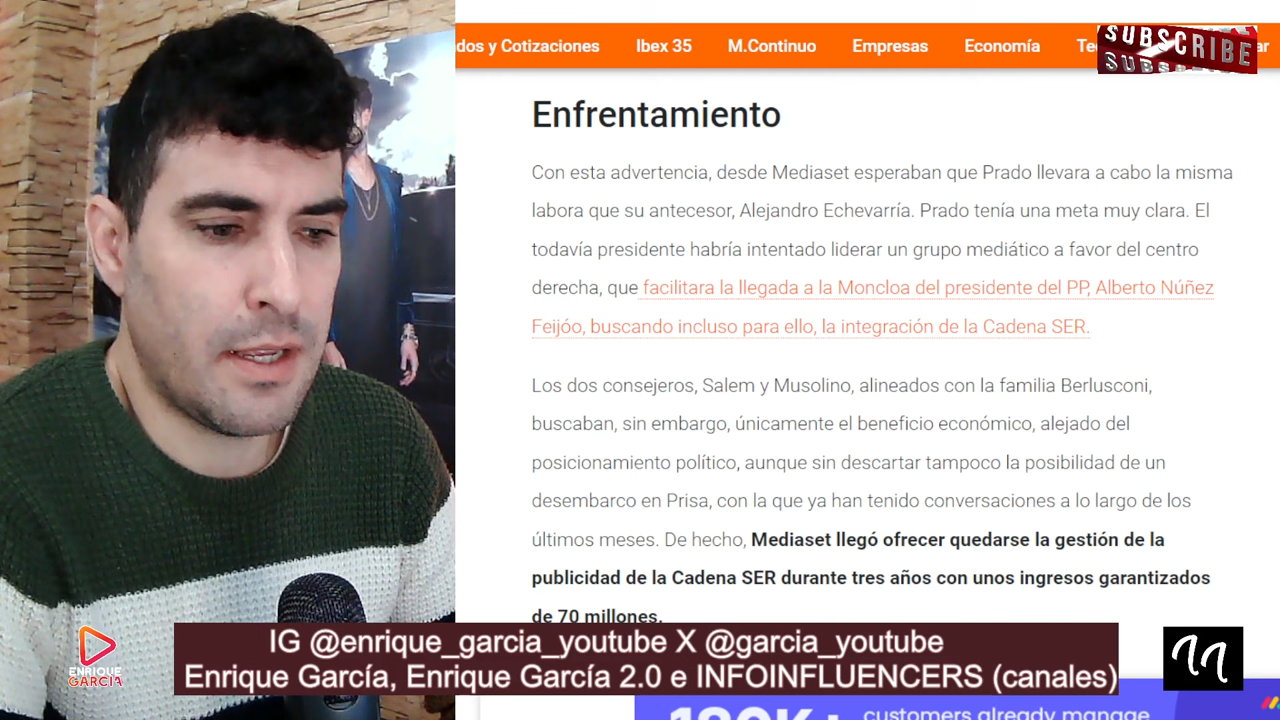 dos y Cotizaciones Ibex 35 M.Continuo Empresas Economía
SUBSCRIBE
Enfrentamiento
Con esta advertencia, desde Mediaset esperaban que Prado llevara a cabo la misma
labora que su antecesor, Alejandro Echevarría. Prado tenía una meta muy clara. El
todavía presidente habría intentado liderar un grupo mediático a favor del centro
derecha, que facilitara la llegada a la Moncloa del presidente del PP, Alberto Núñez
Feijóo, buscando incluso para ello, la integración de la Cadena SER.
Los dos consejeros, Salem y Musolino, alineados con la familia Berlusconi,
buscaban, sin embargo, únicamente el beneficio económico, alejado del
posicionamiento político, aunque sin descartar tampoco la posibilidad de un
desembarco en Prisa, con la que ya han tenido conversaciones a lo largo de los
últimos meses. De hecho, Mediaset llegó ofrecer quedarse la gestión de la
publicidad de la Cadena SER durante tres años con unos ingresos garantizados
de 70 millones.
IG @enrique_garcia_youtube X @garcia_youtube
Enrique García, Enrique García 2.0 e INFONFLUENCERS (canales)
ENRIQUE
GARCÍA
customers already manage